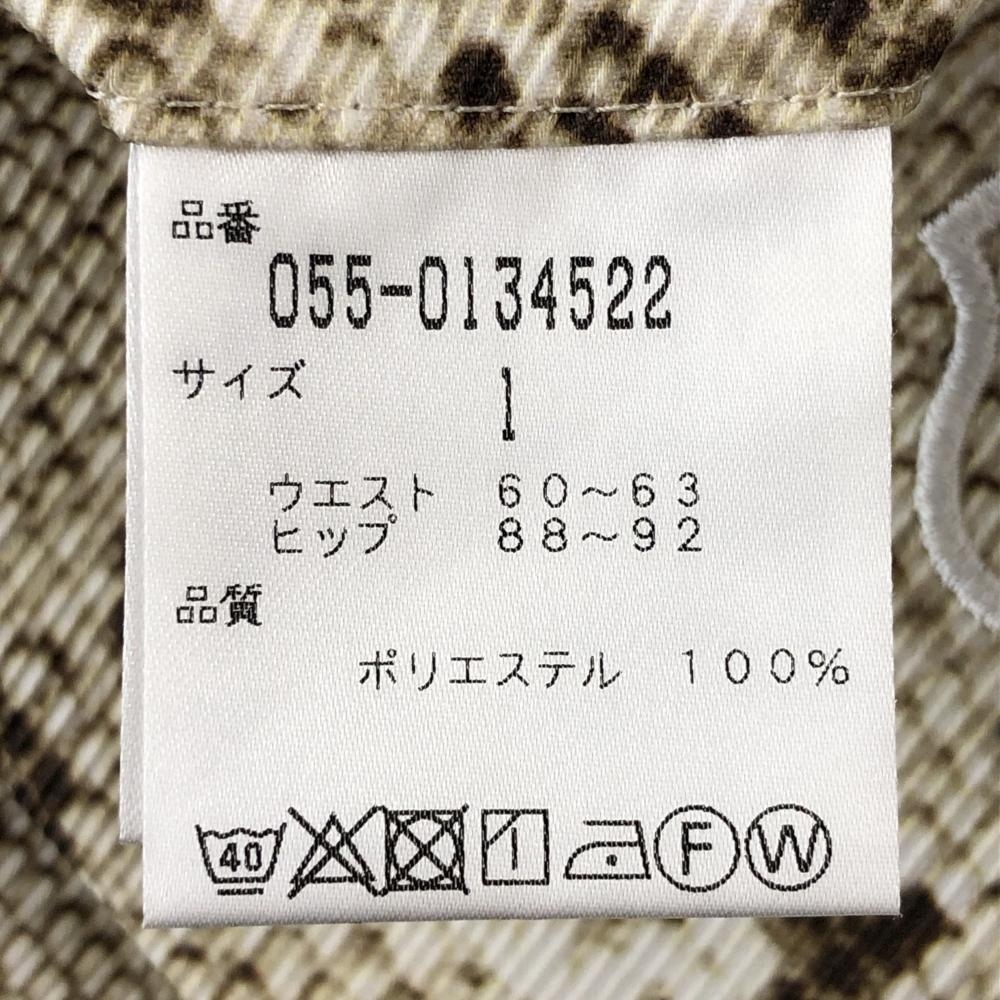 品番
055-0134522
サイズ 1
ウエスト 60～63
ヒップ 88～92
品質
ポリエステル 100%
40 F W